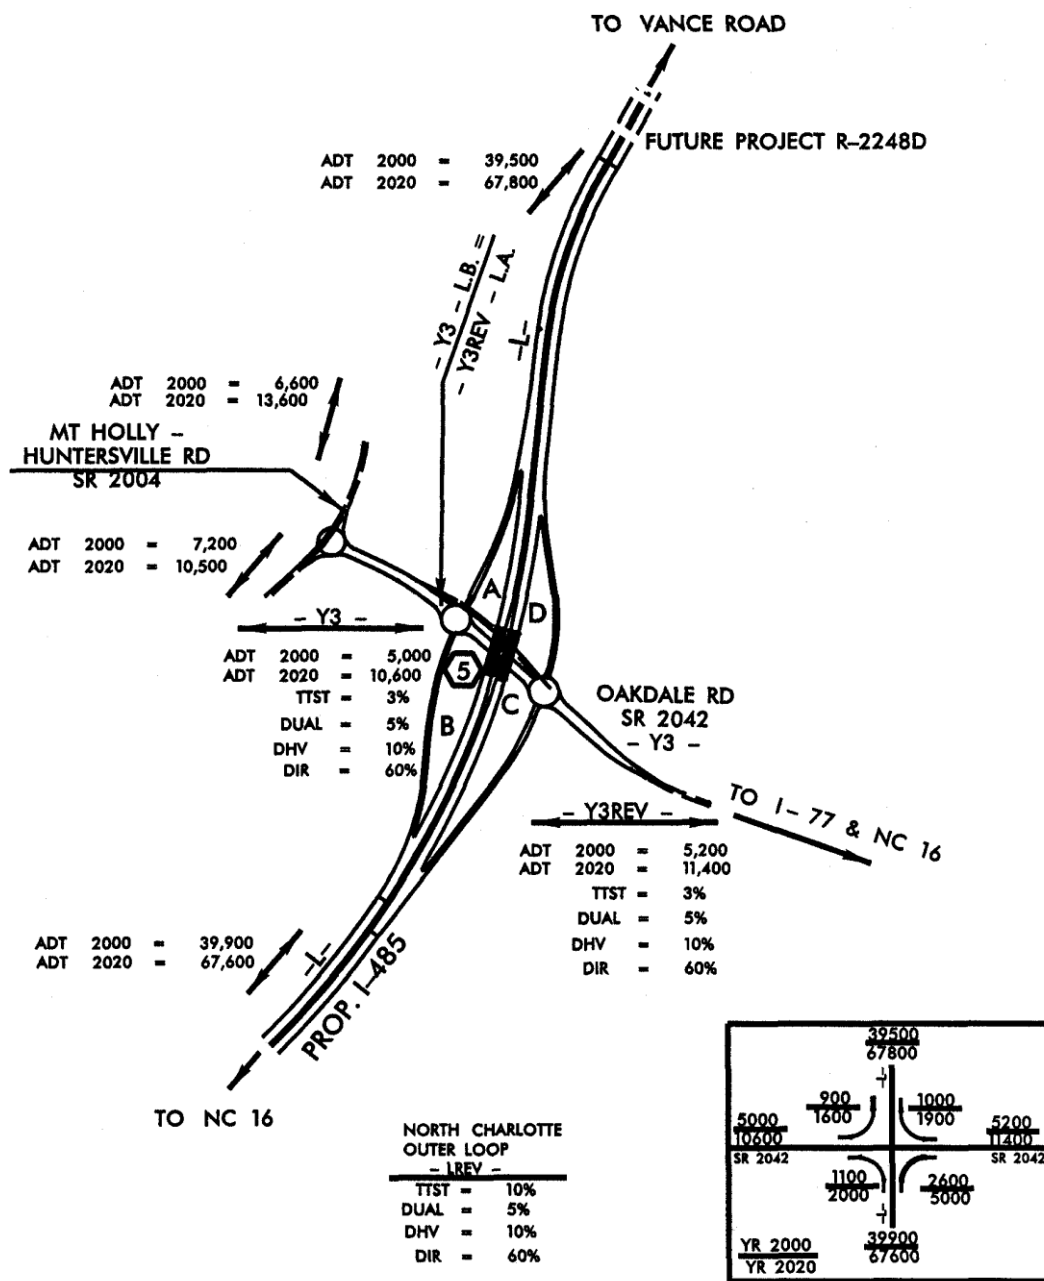 TO VANCE ROAD
FUTURE PROJECT R-2248D
ADT 2000 = 39,500
ADT 2020 = 67,800
- Y3 - L.B. =
- Y3REV - L.A.
-L-
ADT 2000 = 6,600
ADT 2020 = 13,600
MT HOLLY -
HUNTERSVILLE RD
SR 2004
ADT 2000 = 7,200
ADT 2020 = 10,500
- Y3 -
ADT 2000 = 5,000
ADT 2020 = 10,600
TTST = 3%
DUAL = 5%
DHV = 10%
DIR = 60%
A
D
5
B
C
OAKDALE RD
SR 2042
- Y3 -
TO I-77 & NC 16
- Y3REV -
ADT 2000 = 5,200
ADT 2020 = 11,400
TTST = 3%
DUAL = 5%
DHV = 10%
DIR = 60%
ADT 2000 = 39,900
ADT 2020 = 67,600
-L-
PROP. I-485
TO NC 16
NORTH CHARLOTTE
OUTER LOOP
- LREV -
TTST = 10%
DUAL = 5%
DHV = 10%
DIR = 60%
39500
67800
-L-
900
1600
1000
1900
5000
10600
SR 2042
5200
11400
SR 2042
1100
2000
2600
5000
-L-
39900
67600
YR 2000
YR 2020